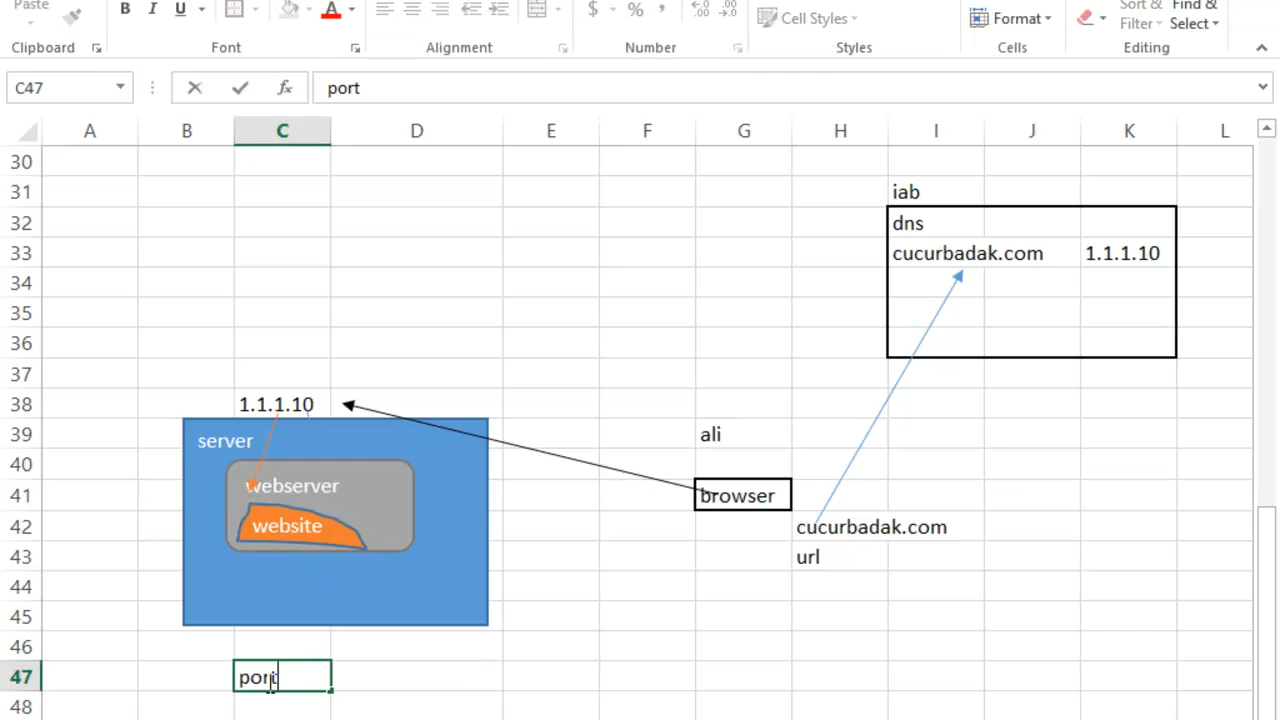 Paste
B I U A
$ % , .00
Cell Styles
Format
Sort & Find &
Filter Select
Clipboard Font Alignment Number Styles Cells Editing
C47 fx port
A B C D E F G H I J K L
30
31 iab
32 dns
33 cucurbadak.com 1.1.1.10
34
35
36
37
38 1.1.1.10
39 server ali
40
41 webserver browser
42 website cucurbadak.com
43 url
44
45
46
47 port
48